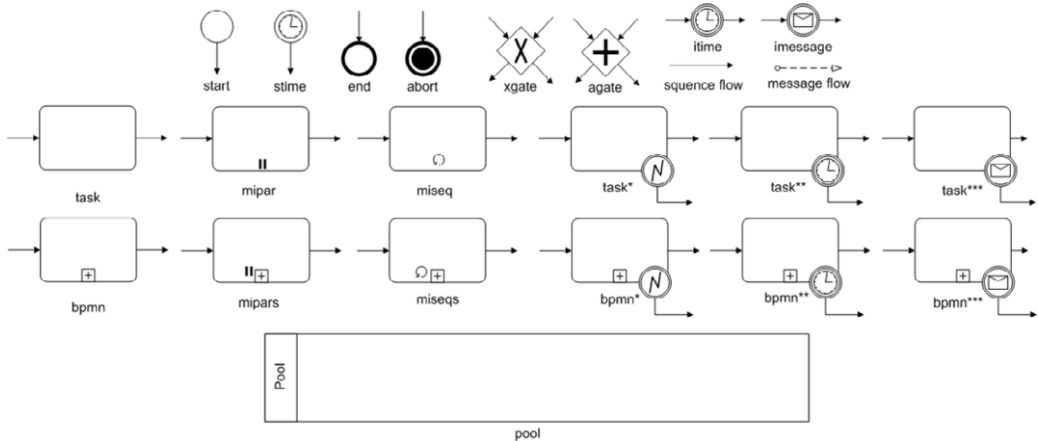 start
stime
end
abort
X
xgate
agate
itime
imessage
squence flow
message flow
task
mipar
miseq
task*
task**
task***
bpmn
mipars
miseqs
bpmn*
bpmn**
bpmn***
Pool
pool